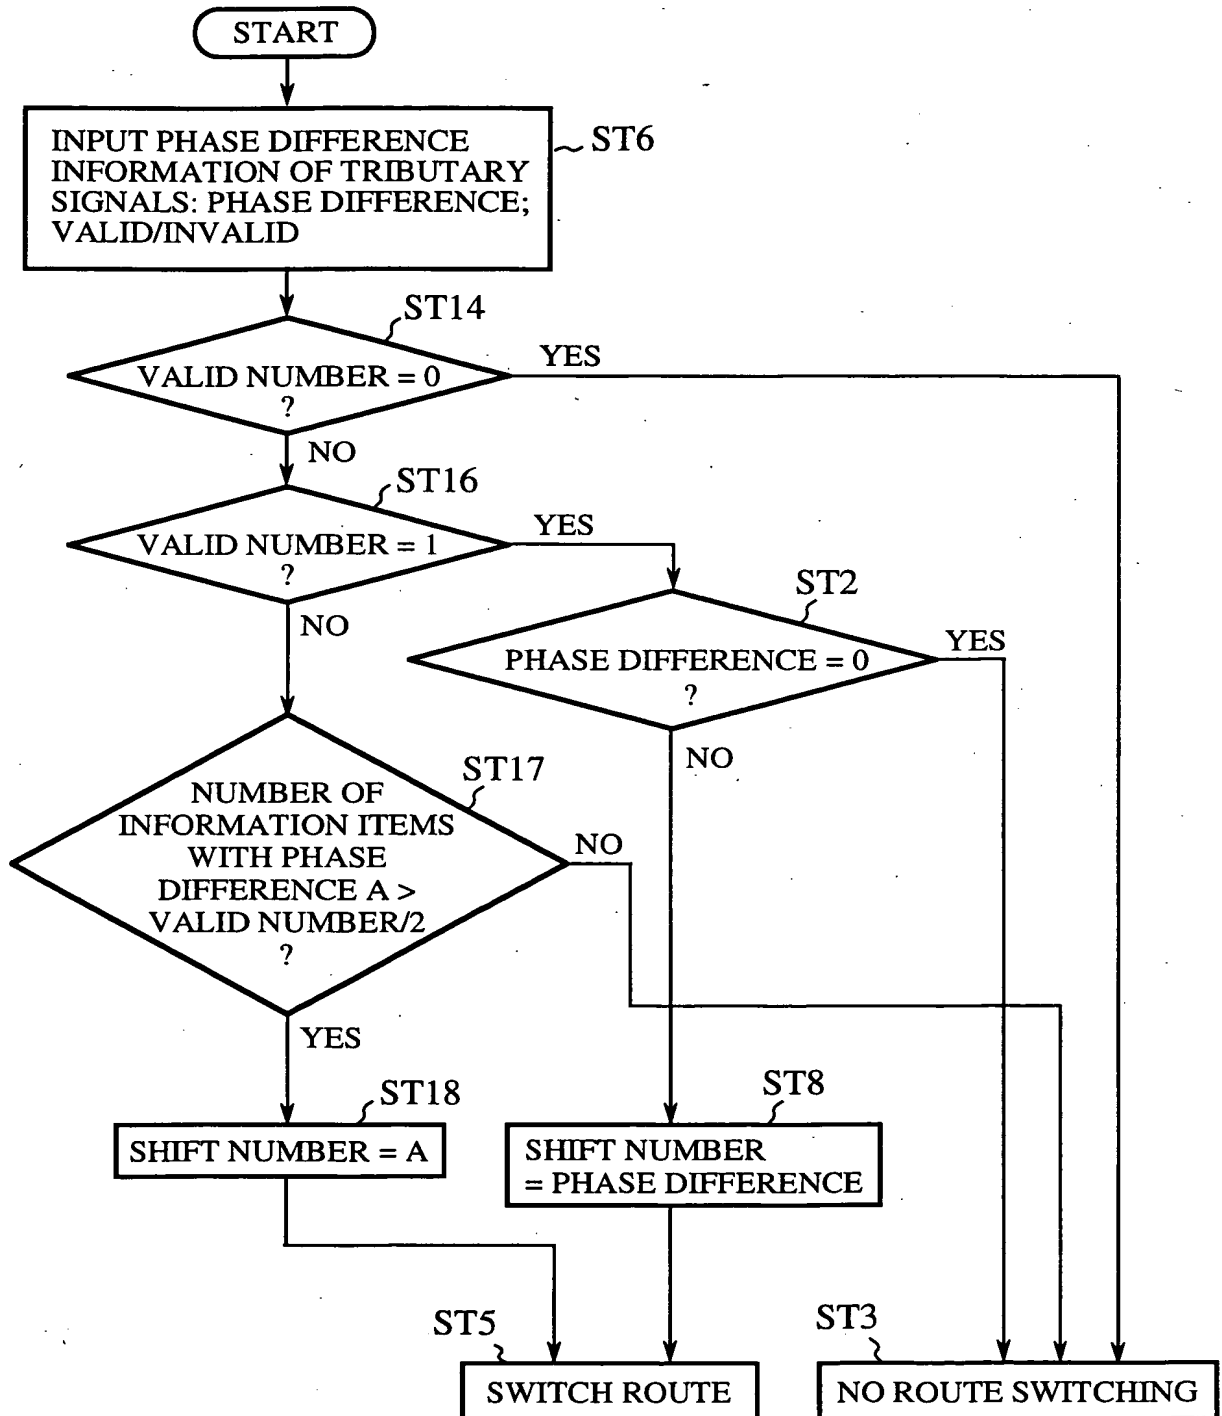 START
INPUT PHASE DIFFERENCE
INFORMATION OF TRIBUTARY
SIGNALS: PHASE DIFFERENCE;
VALID/INVALID
ST6
ST14
VALID NUMBER = 0
?
YES
NO
ST16
VALID NUMBER = 1
?
YES
NO
ST2
PHASE DIFFERENCE = 0
?
YES
NO
ST17
NUMBER OF
INFORMATION ITEMS
WITH PHASE
DIFFERENCE A >
VALID NUMBER/2
?
NO
YES
ST18
SHIFT NUMBER = A
ST8
SHIFT NUMBER
= PHASE DIFFERENCE
ST5
SWITCH ROUTE
ST3
NO ROUTE SWITCHING